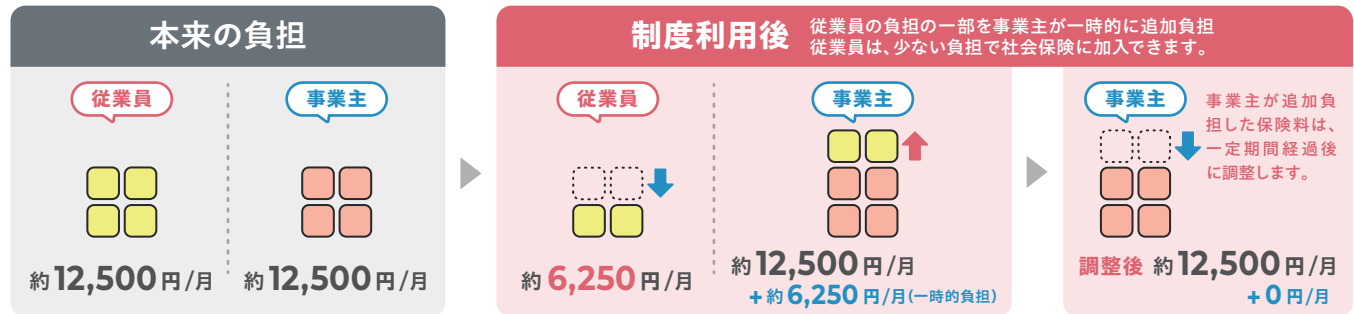 本来の負担
従業員
事業主
約12,500円/月
約12,500円/月
制度利用後
従業員の負担の一部を事業主が一時的に追加負担
従業員は、少ない負担で社会保険に加入できます。
従業員
事業主
約6,250円/月
約12,500円/月
+約6,250円/月(一時的負担)
事業主
事業主が追加負
担した保険料は、
一定期間経過後
に調整します。
調整後 約12,500円/月
+0円/月